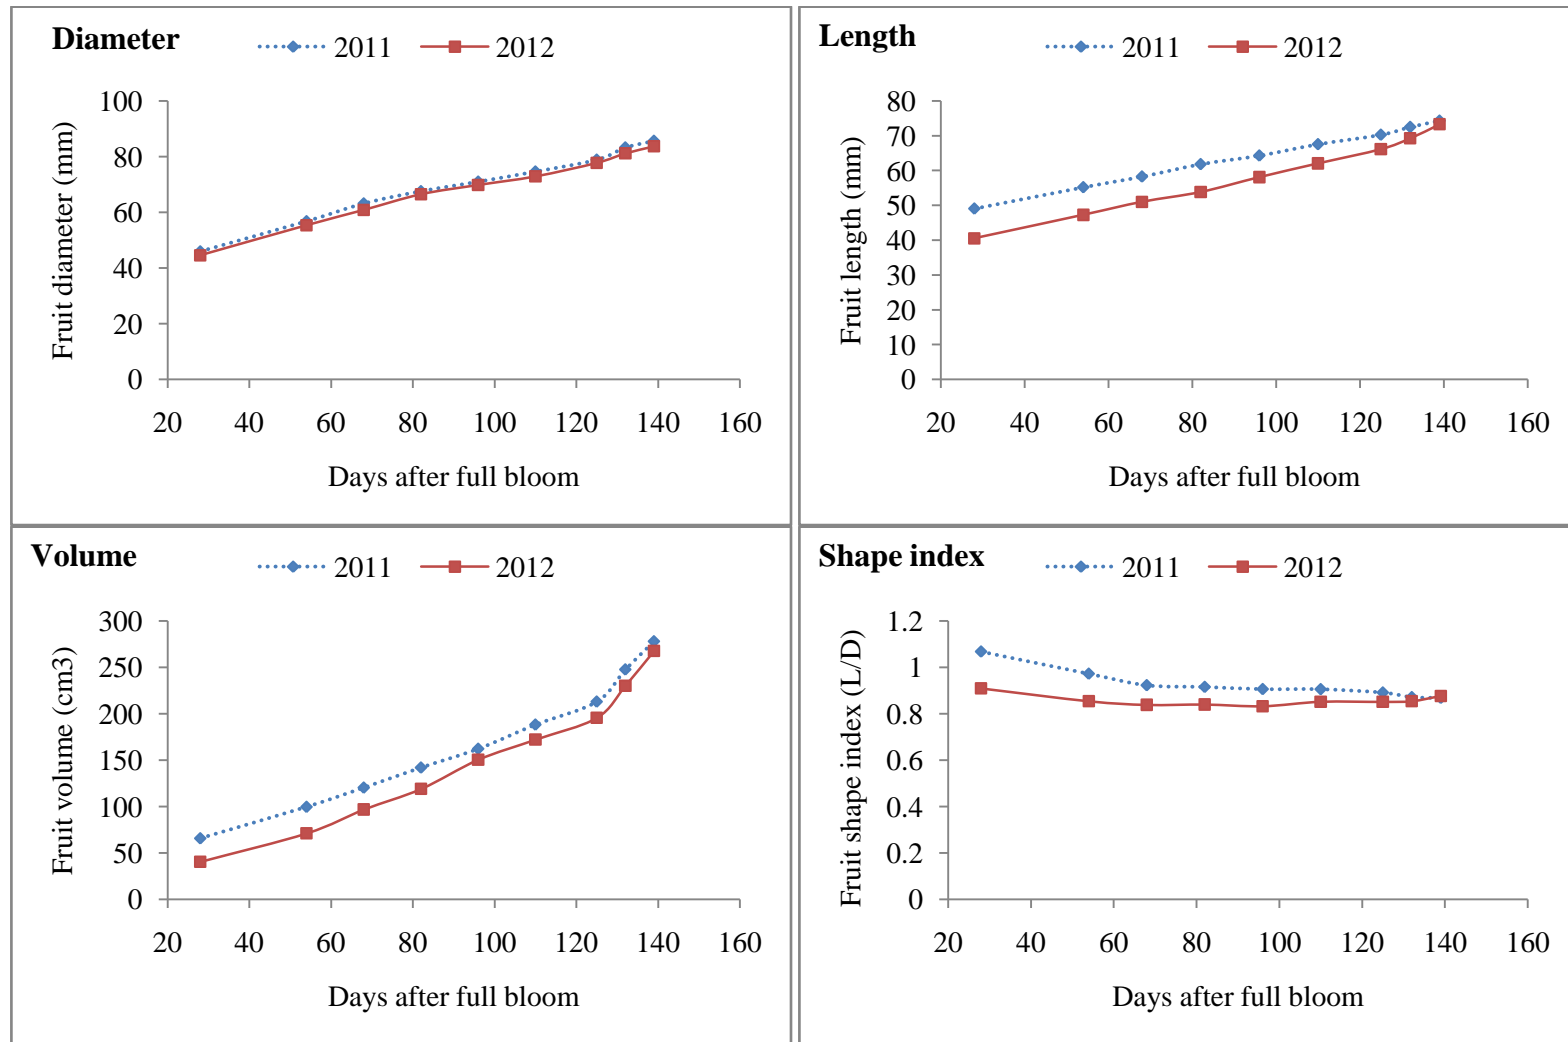 Diameter
2011 2012
Fruit diameter (mm)
100
80
60
40
20
0
20 40 60 80 100 120 140 160
Days after full bloom
Length
2011 2012
Fruit length (mm)
80
70
60
50
40
30
20
10
0
20 40 60 80 100 120 140 160
Days after full bloom
Volume
2011 2012
Fruit volume (cm3)
300
250
200
150
100
50
0
20 40 60 80 100 120 140 160
Days after full bloom
Shape index
2011 2012
Fruit shape index (L/D)
1.2
1
0.8
0.6
0.4
0.2
0
20 40 60 80 100 120 140 160
Days after full bloom